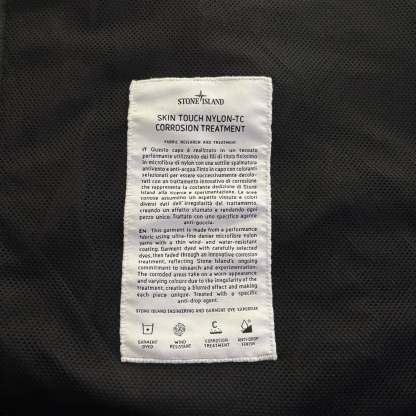 STONE ISLAND
SKIN TOUCH NYLON-TC
CORROSION TREATMENT
FABRIC RESEARCH AND TREATMENT
IT Questo capo è realizzato in un tessuto
performante utilizzando dei fili di titolo finissimo
in microfibra di nylon con una sottile spalmatura
antivento e anti-acqua. Tinto in capo con coloranti
selezionati per essere successivamente decolo-
rati con un trattamento innovativo di corrosione
che rappresenta la costante dedizione di Stone
Island alla ricerca e sperimentazione. Le aree
corrose assumono un aspetto vissuto e colori
diversi dati dall'irregolarità del trattamento,
creando un effetto sfumato e rendendo ogni
pezzo unico. Trattato con uno specifico agente
anti-goccia.
EN This garment is made from a performance
fabric using ultra-fine denier microfibre nylon
yarns with a thin wind- and water-resistant
coating. Garment dyed with carefully selected
dyes, then faded through an innovative corrosion
treatment, reflecting Stone Island's ongoing
commitment to research and experimentation.
The corroded areas take on a worn appearance
and varying colours due to the irregularity of the
treatment, creating a blurred effect and making
each piece unique. Treated with a specific
anti-drop agent.
STONE ISLAND ENGINEERING AND GARMENT DYE EXPERTISE
C
GARMENT DYED
WIND RESISTANT
CORROSION TREATMENT
ANTI-DROP FINISH